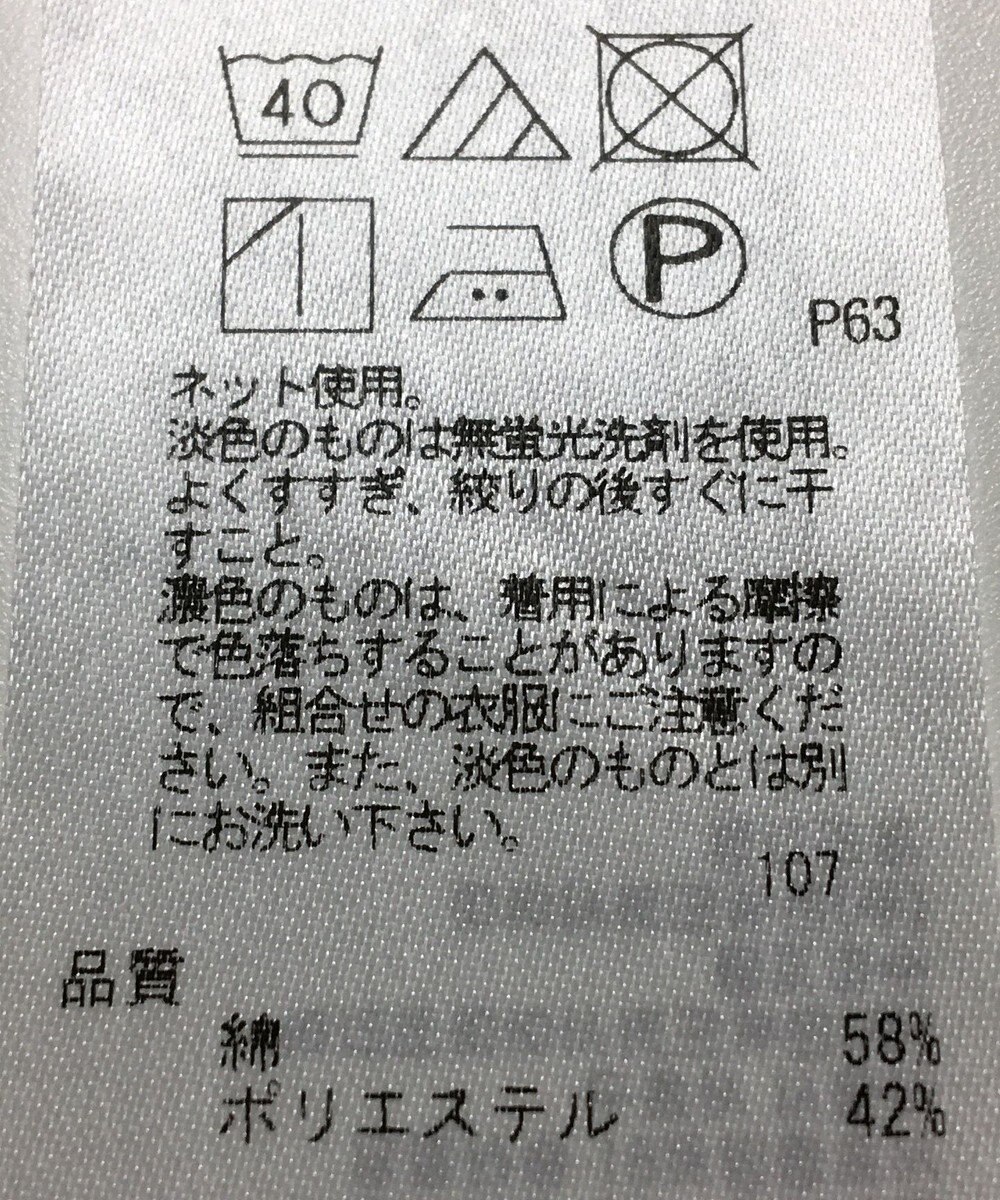 40
P
P63
ネット使用。
淡色のものは無蛍光洗剤を使用。
よくすすぎ、絞りの後すぐに干
すこと。
濃色のものは、着用による摩擦
で色落ちすることがありますの
で、組合せの衣服にご注意くだ
さい。また、淡色のものとは別
にお洗い下さい。
107
品質
綿 58%
ポリエステル 42%